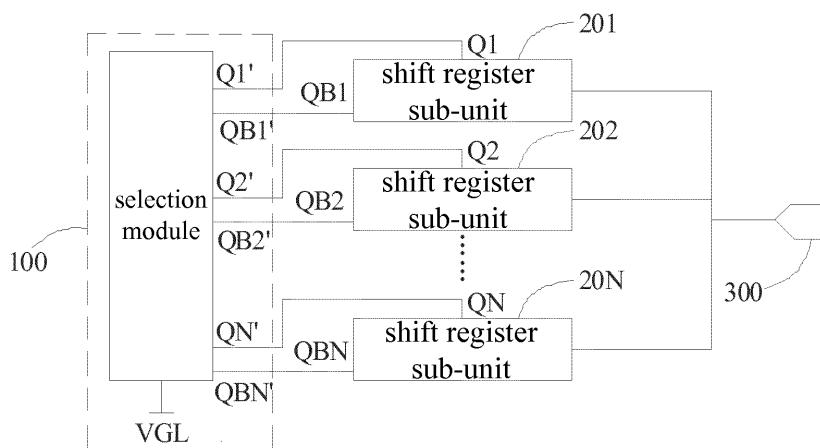 201
Q1
Q1'
shift register
sub-unit
QB1
QB1'
202
Q2
Q2'
shift register
sub-unit
QB2
QB2'
selection
module
100
300
20N
QN
QN'
shift register
sub-unit
QBN
QBN'
VGL